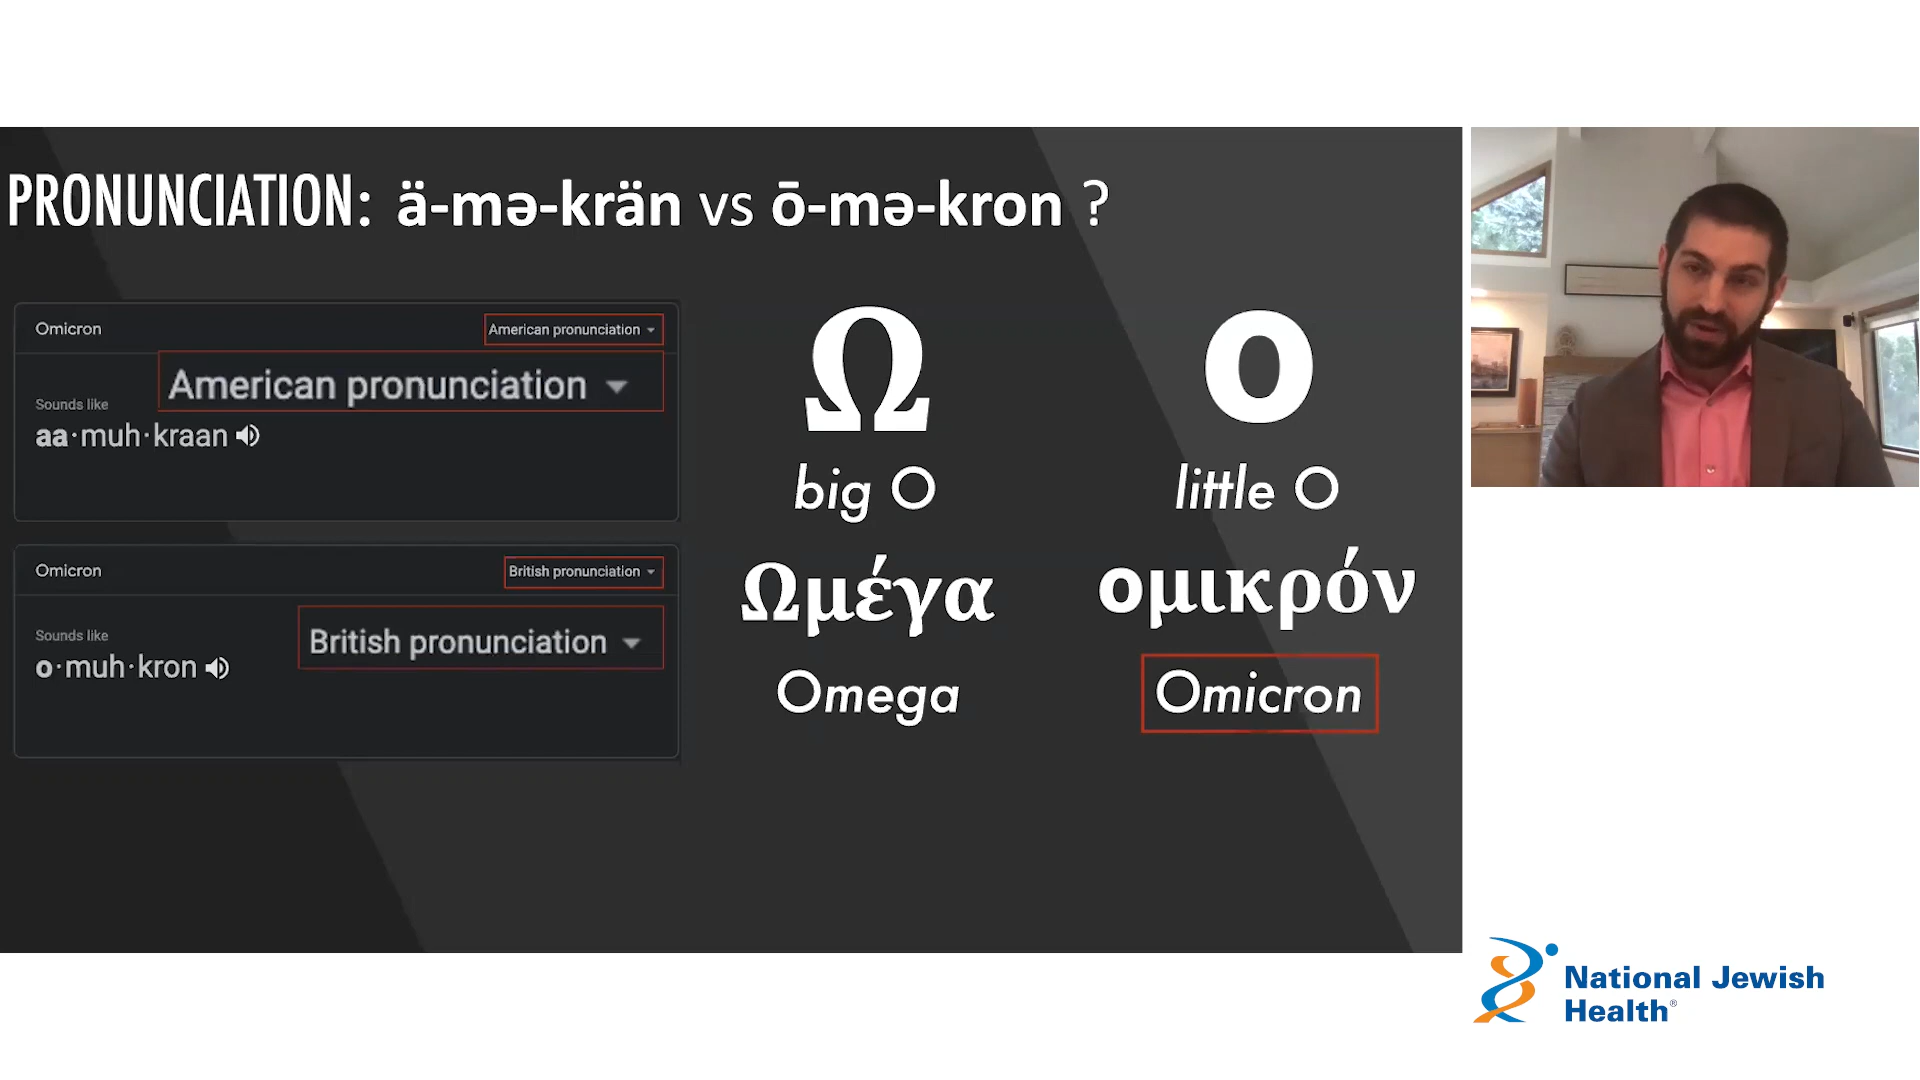 PRONUNCIATION: ä-mə-krän vs ō-mə-kron ?
Omicron
American pronunciation
American pronunciation
Sounds like
aa·muh·kraan
Omicron
British pronunciation
British pronunciation
Sounds like
o·muh·kron
Ω
big O
Ωμέγα
Omega
o
little O
ομικρόν
Omicron
National Jewish
Health®